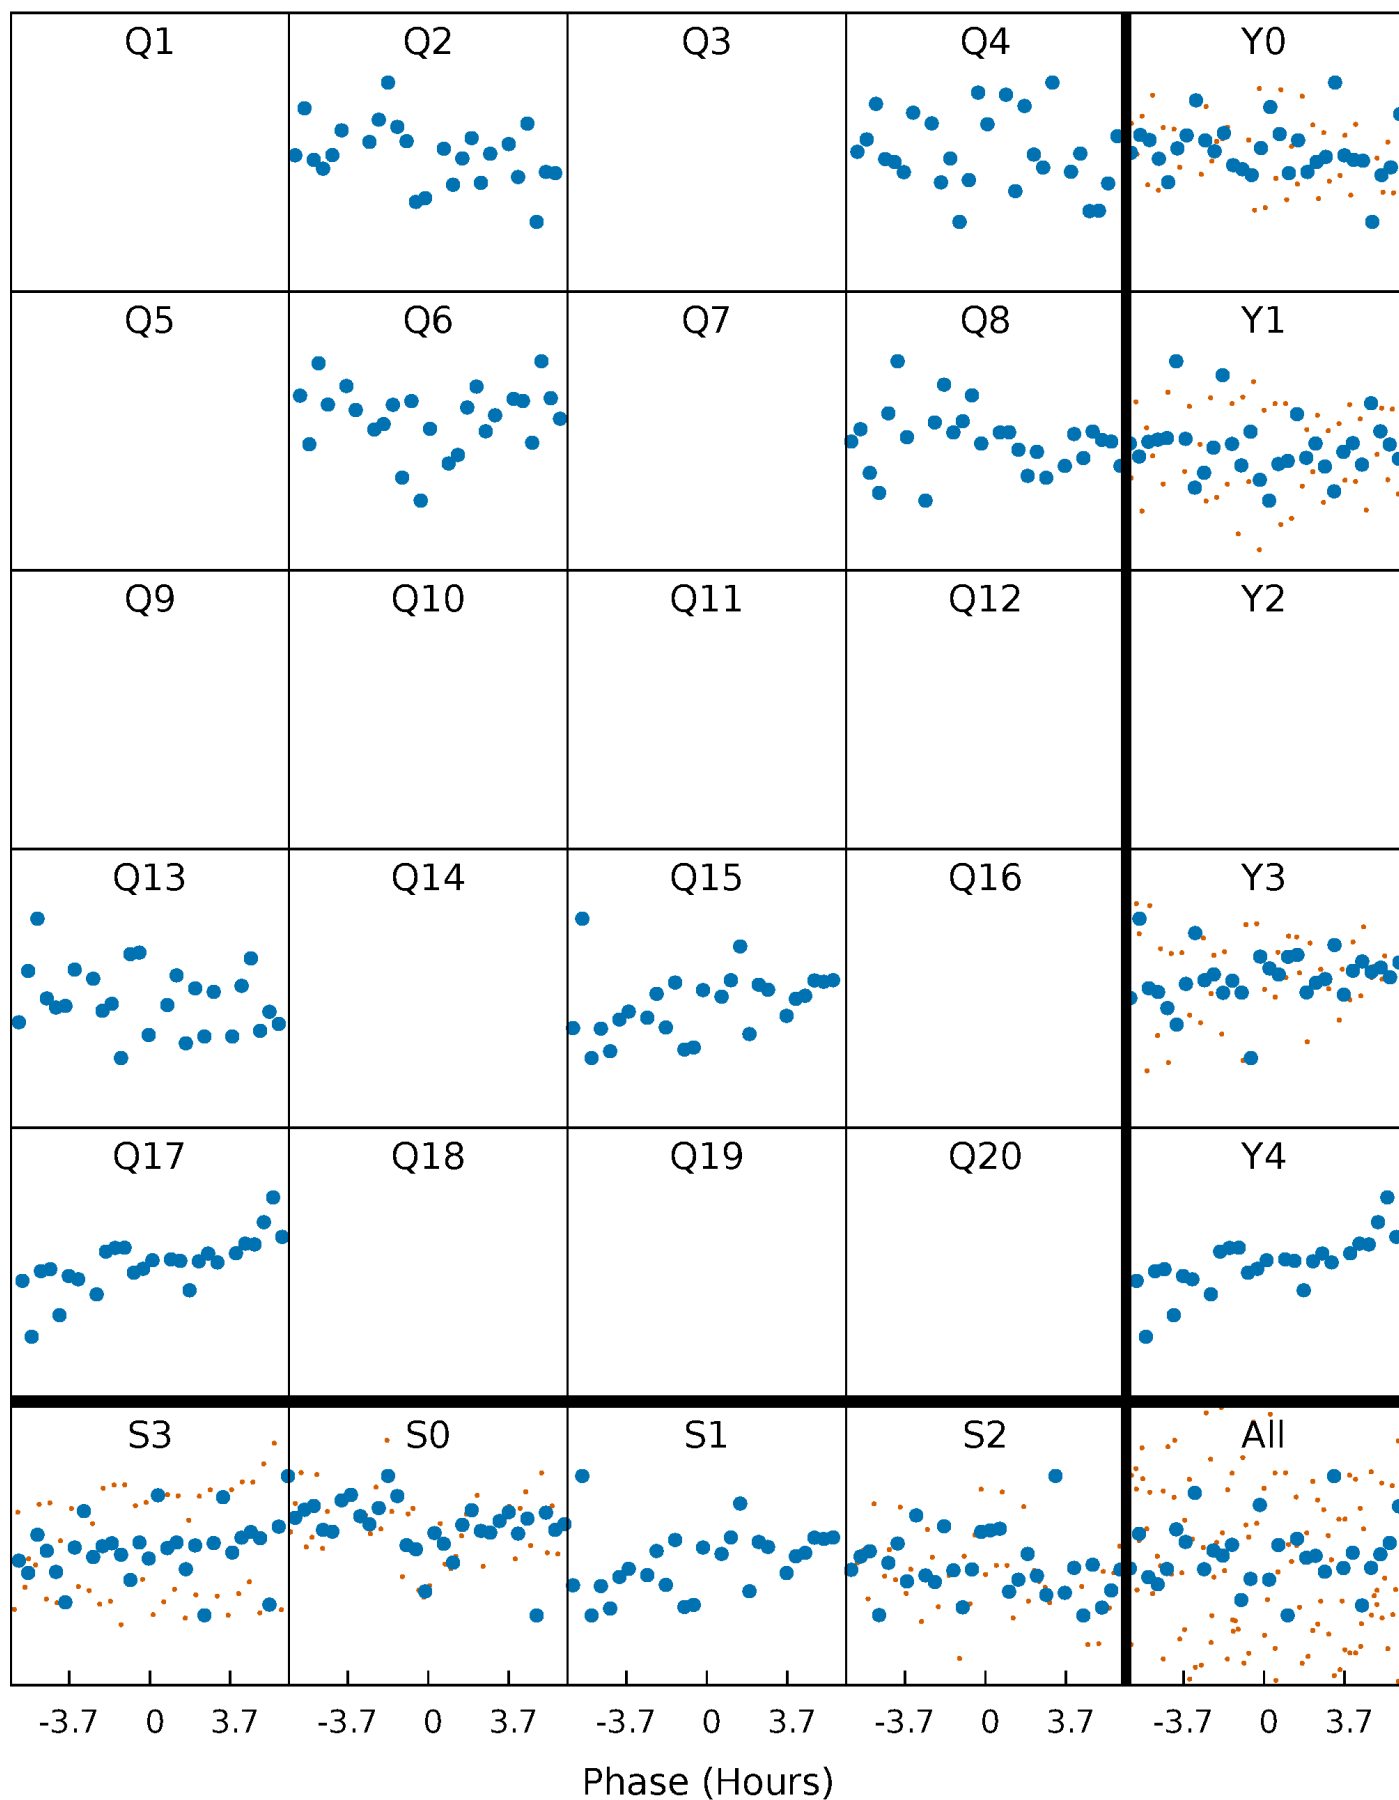 Q1 Q2 Q3 Q4 Y0
Q5 Q6 Q7 Q8 Y1
Q9 Q10 Q11 Q12 Y2
Q13 Q14 Q15 Q16 Y3
Q17 Q18 Q19 Q20 Y4
S3 S0 S1 S2 All
-3.7 0 3.7 -3.7 0 3.7 -3.7 0 3.7 -3.7 0 3.7 -3.7 0 3.7
Phase (Hours)